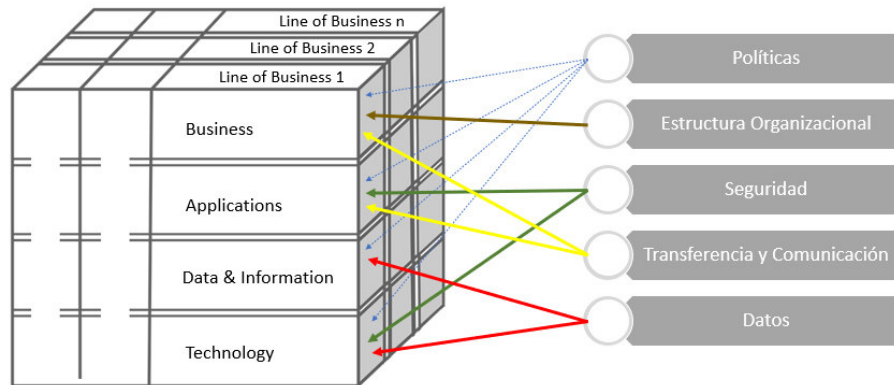 Line of Business n
Line of Business 2
Line of Business 1
Business
Applications
Data & Information
Technology
Políticas
Estructura Organizacional
Seguridad
Transferencia y Comunicación
Datos